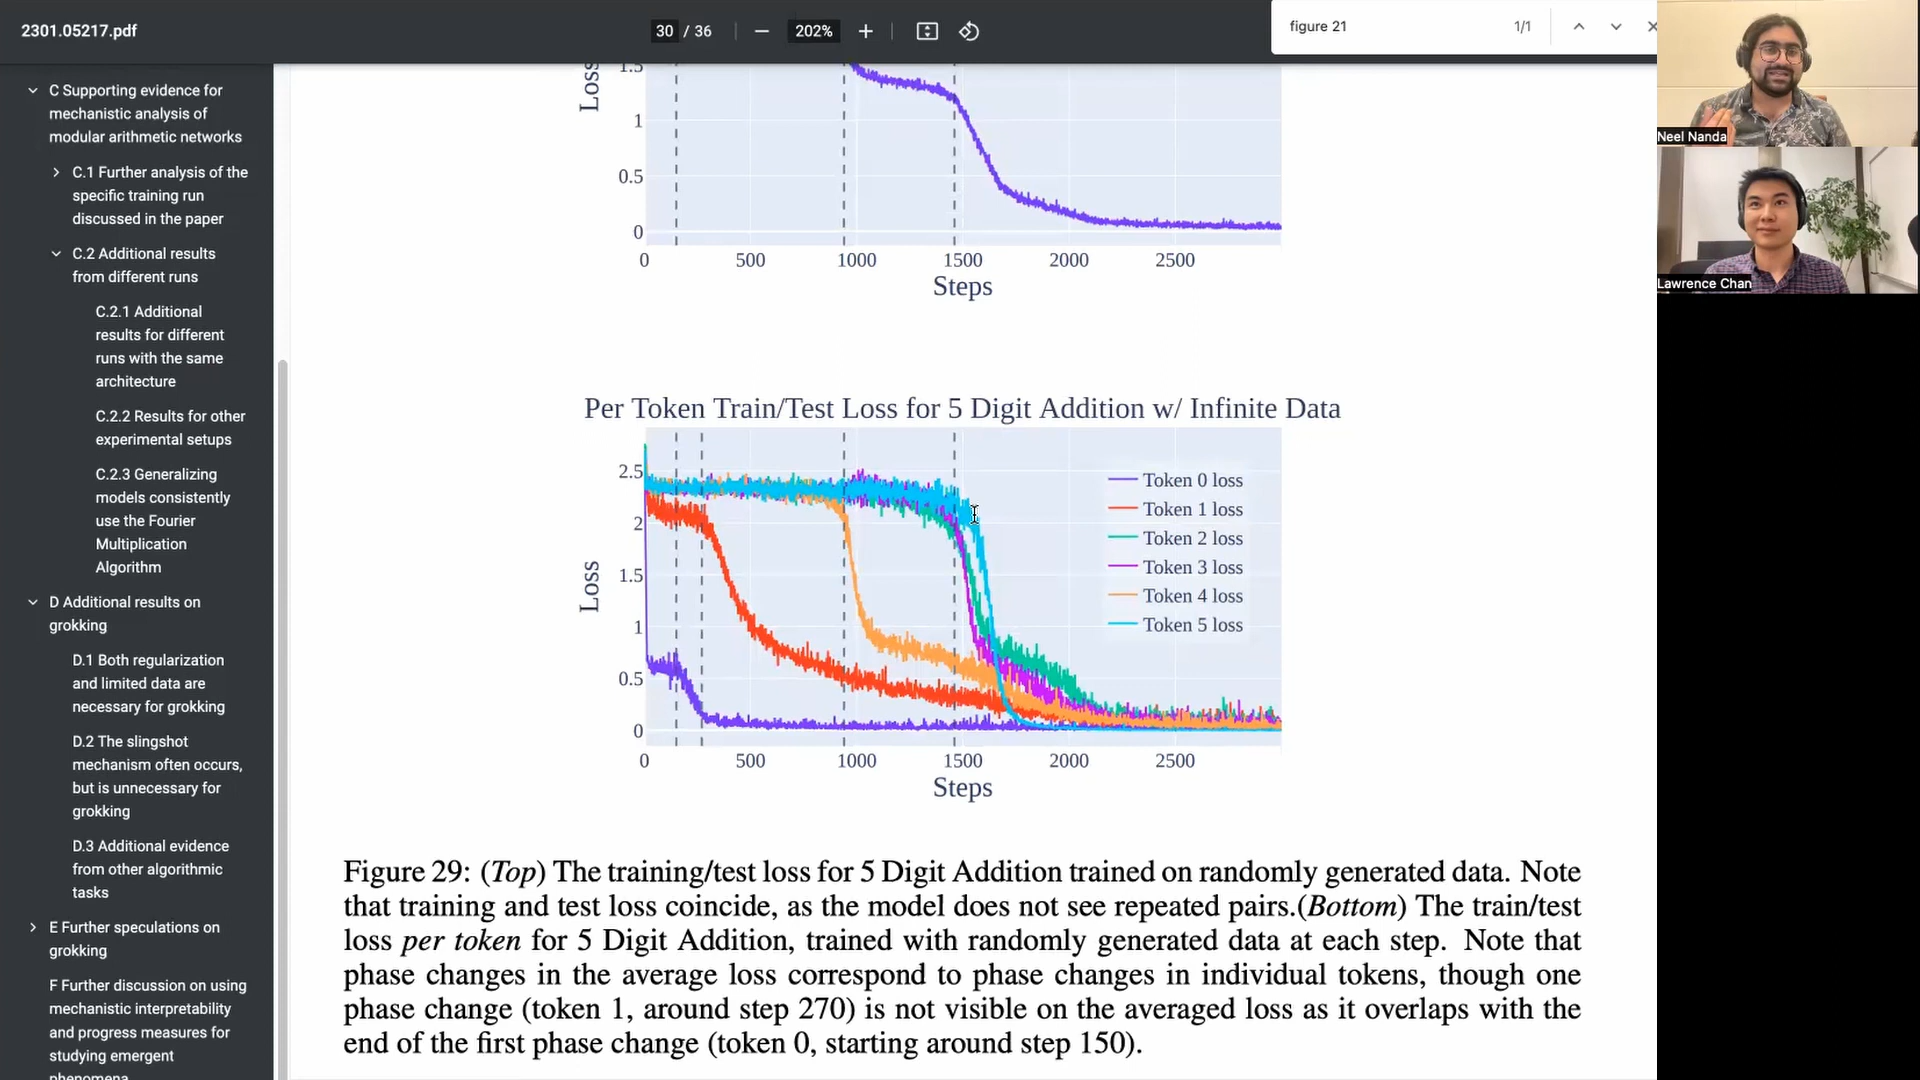 2301.05217.pdf
30 / 36
202%
figure 21
1/1
C Supporting evidence for
mechanistic analysis of
modular arithmetic networks
C.1 Further analysis of the
specific training run
discussed in the paper
C.2 Additional results
from different runs
C.2.1 Additional
results for different
runs with the same
architecture
C.2.2 Results for other
experimental setups
C.2.3 Generalizing
models consistently
use the Fourier
Multiplication
Algorithm
D Additional results on
grokking
D.1 Both regularization
and limited data are
necessary for grokking
D.2 The slingshot
mechanism often occurs,
but is unnecessary for
grokking
D.3 Additional evidence
from other algorithmic
tasks
E Further speculations on
grokking
F Further discussion on using
mechanistic interpretability
and progress measures for
studying emergent
phenomena
Loss
1.5
1
0.5
0
0 500 1000 1500 2000 2500
Steps
Per Token Train/Test Loss for 5 Digit Addition w/ Infinite Data
Loss
2.5
2
1.5
1
0.5
0
Token 0 loss
Token 1 loss
Token 2 loss
Token 3 loss
Token 4 loss
Token 5 loss
0 500 1000 1500 2000 2500
Steps
Figure 29: (Top) The training/test loss for 5 Digit Addition trained on randomly generated data. Note
that training and test loss coincide, as the model does not see repeated pairs.(Bottom) The train/test
loss per token for 5 Digit Addition, trained with randomly generated data at each step. Note that
phase changes in the average loss correspond to phase changes in individual tokens, though one
phase change (token 1, around step 270) is not visible on the averaged loss as it overlaps with the
end of the first phase change (token 0, starting around step 150).
Neel Nanda
Lawrence Chan